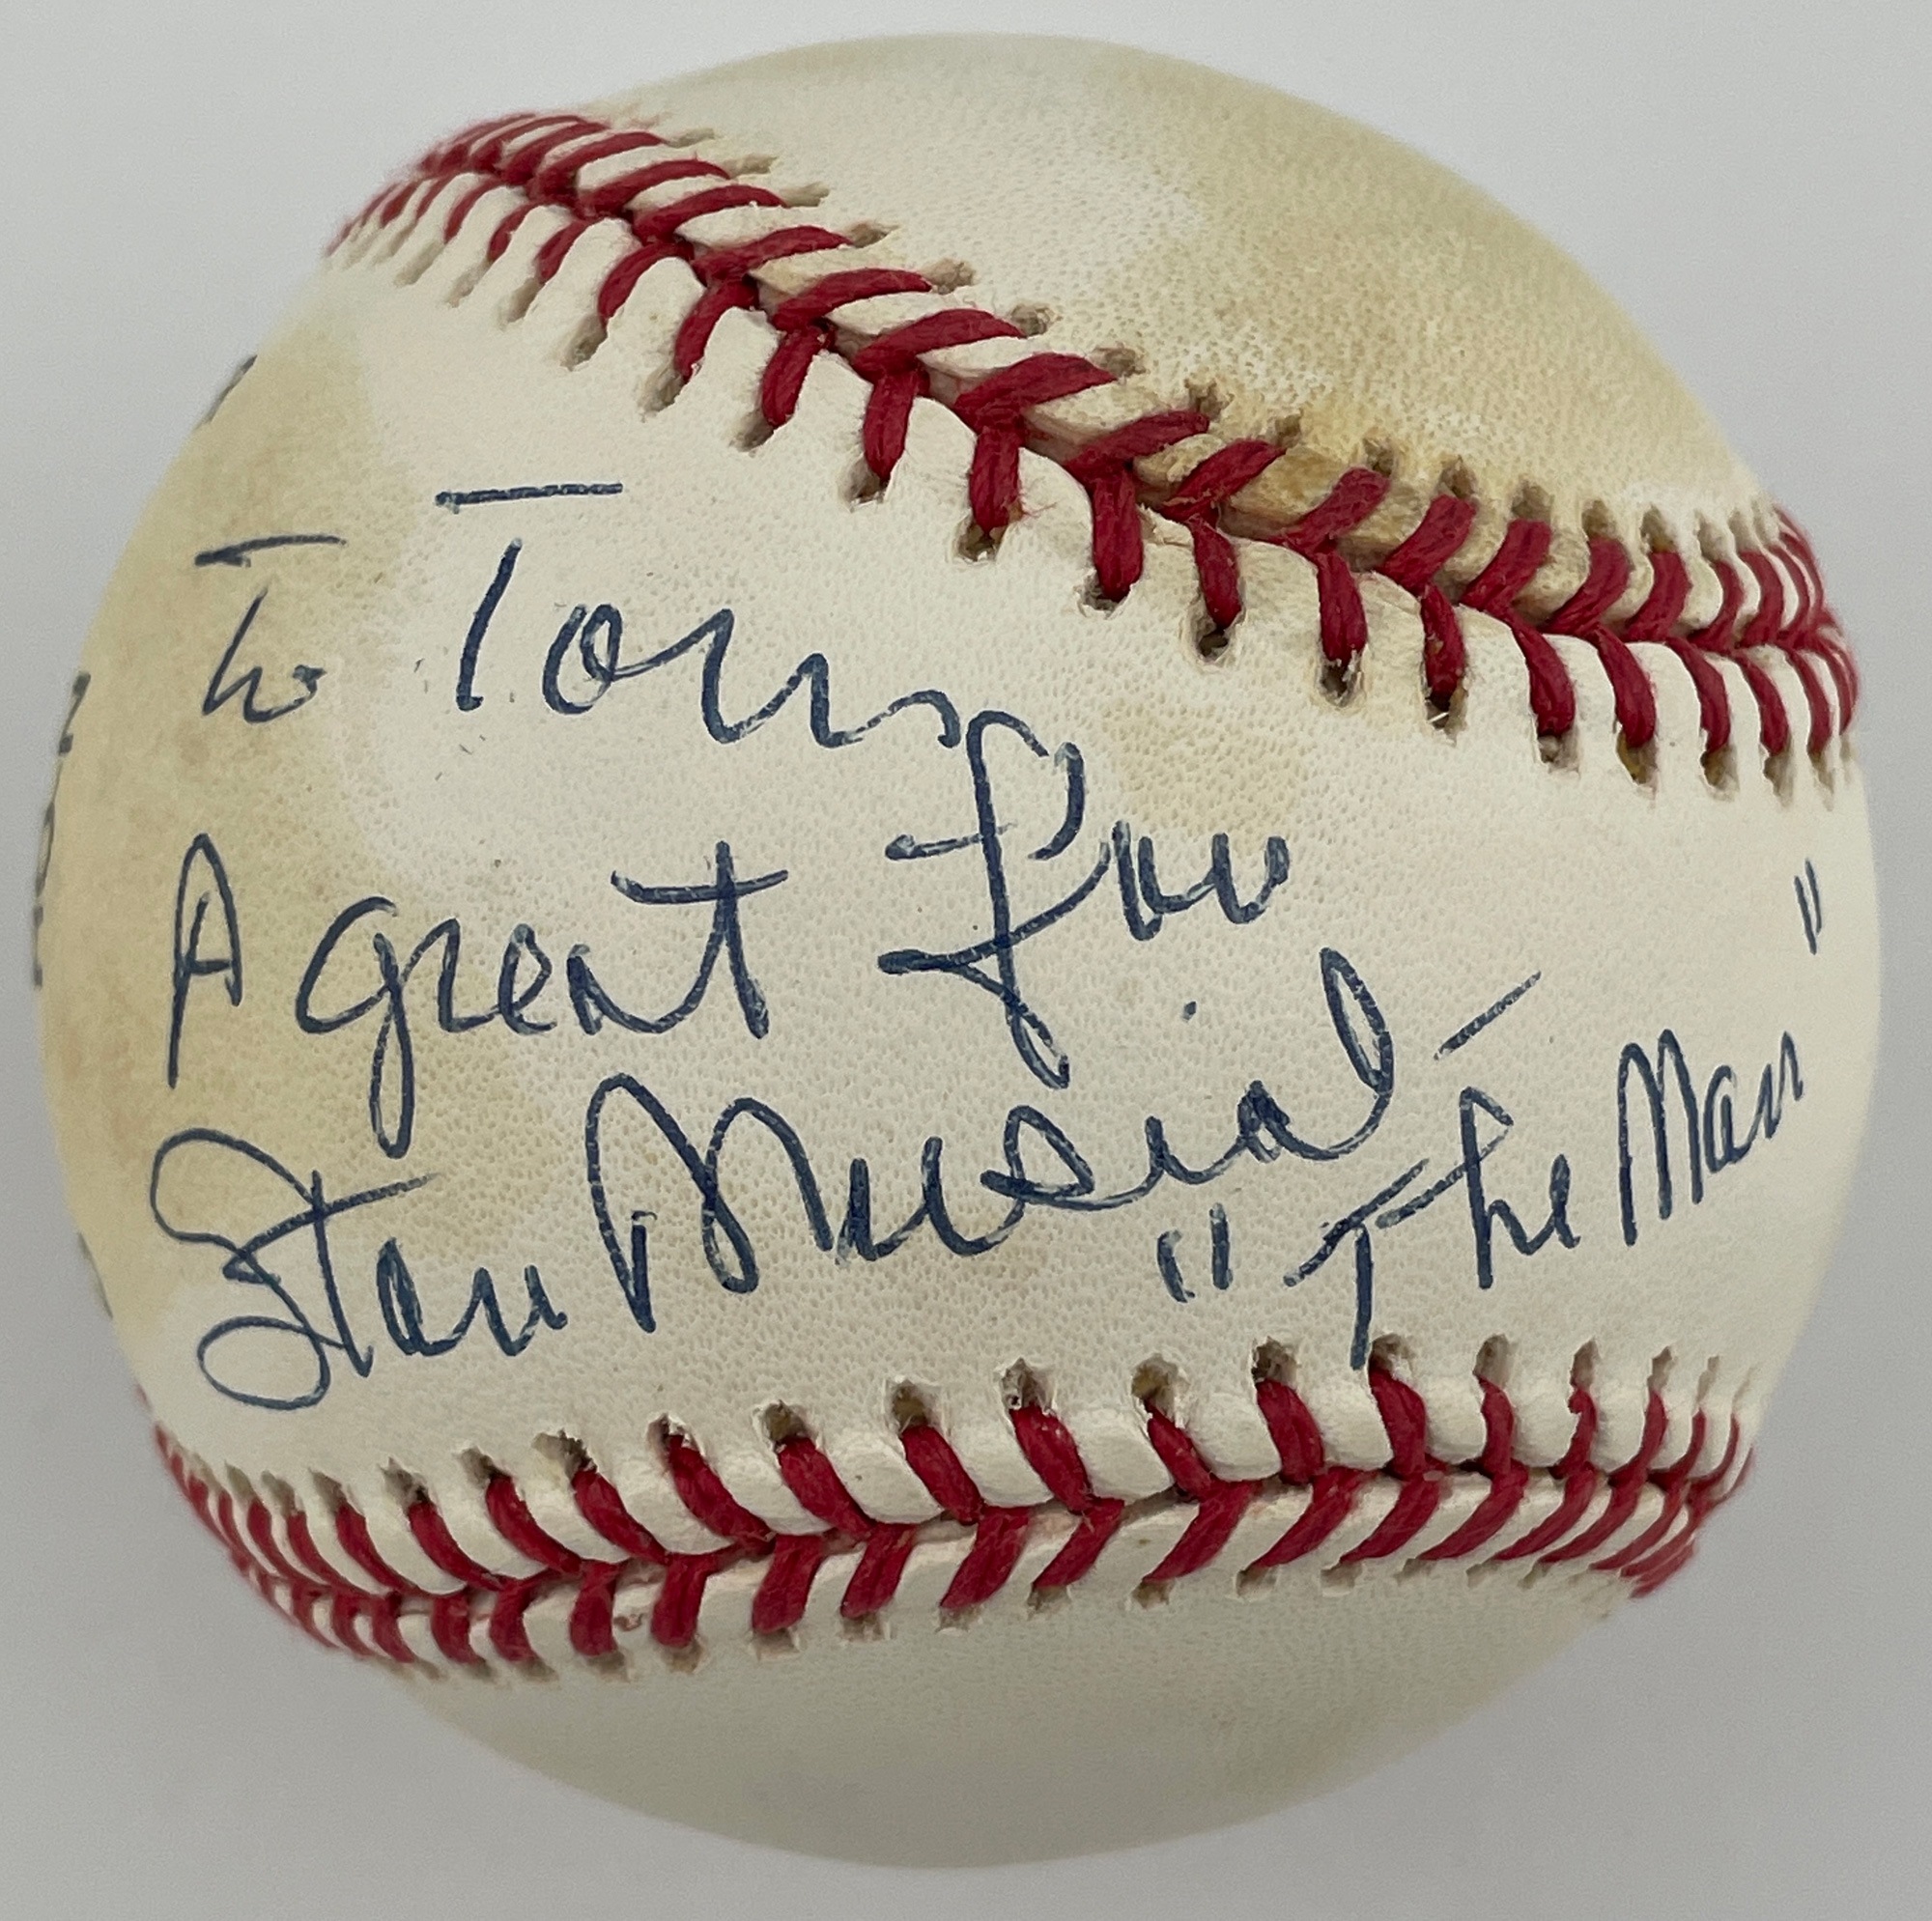 To Tom
A great Fan
Stan Musial -
"The Man"